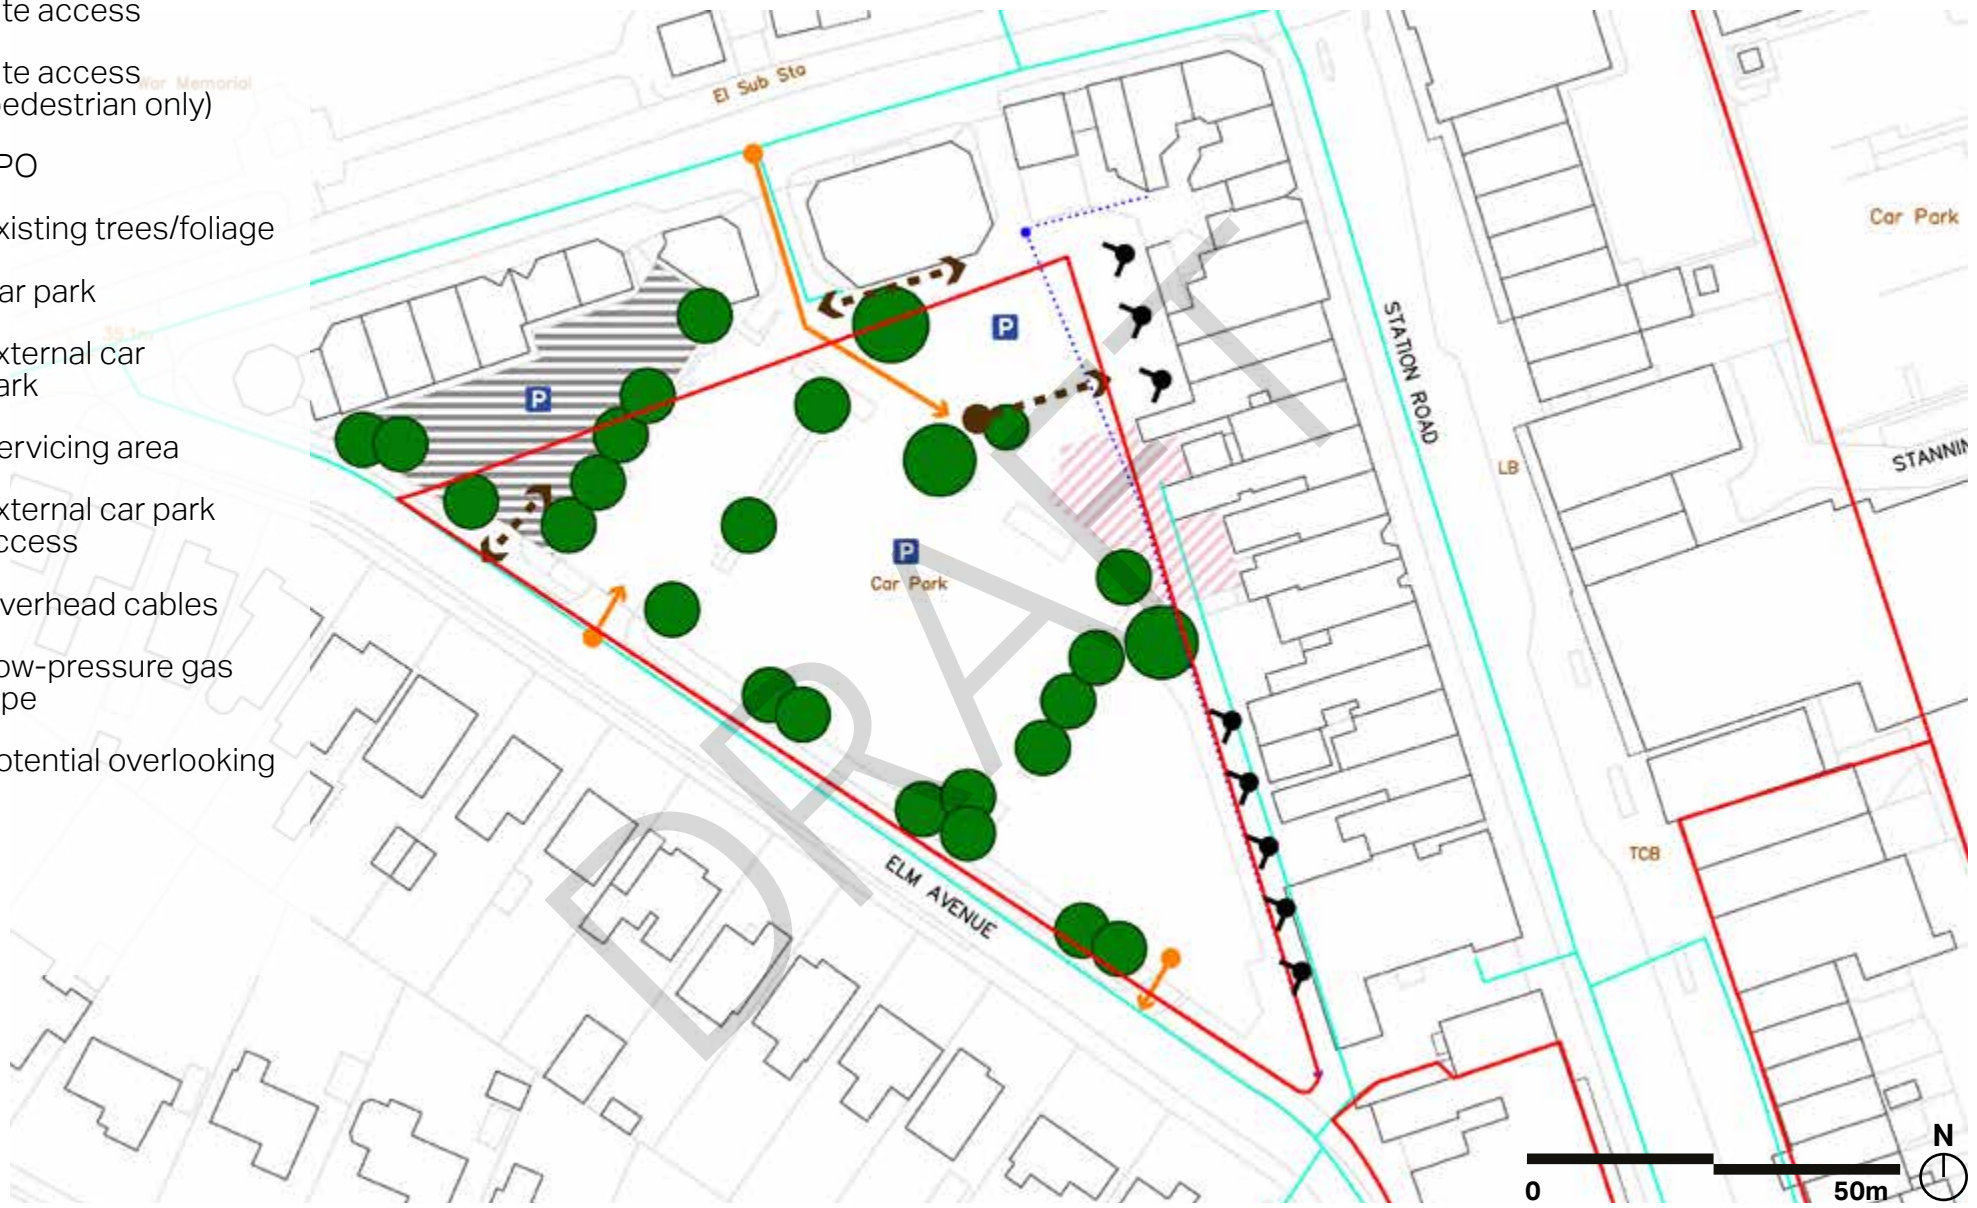 te access
te access
edestrian only)
War Memorial
PO
xisting trees/foliage
ar park
xternal car
ark
ervicing area
xternal car park
ccess
verhead cables
ow-pressure gas
pe
otential overlooking
El Sub Sta
P
P
P
Car Park
Car Park
STATION ROAD
LB
STANNIN
TCB
ELM AVENUE
DRAFT
N
0
50m